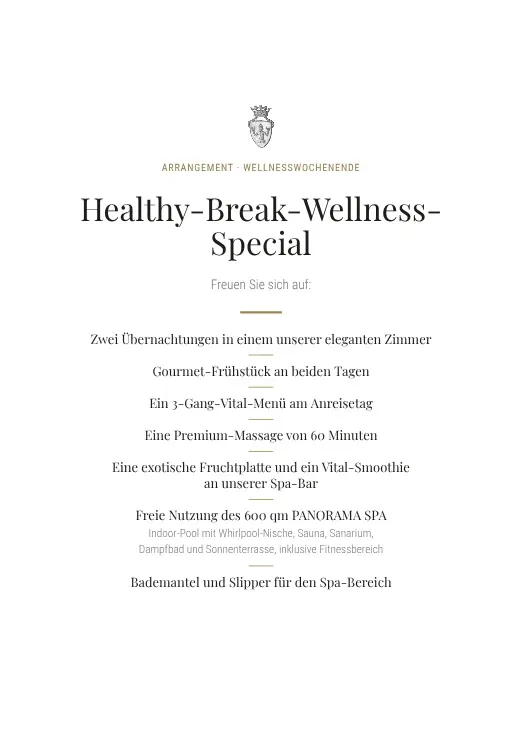 ARRANGEMENT · WELLNESSWOCHENENDE
Healthy-Break-Wellness-
Special
Freuen Sie sich auf:
Zwei Übernachtungen in einem unserer eleganten Zimmer
Gourmet-Frühstück an beiden Tagen
Ein 3-Gang-Vital-Menü am Anreisetag
Eine Premium-Massage von 60 Minuten
Eine exotische Fruchtplatte und ein Vital-Smoothie
an unserer Spa-Bar
Freie Nutzung des 600 qm PANORAMA SPA
Indoor-Pool mit Whirlpool-Nische, Sauna, Sanarium,
Dampfbad und Sonnenterrasse, inklusive Fitnessbereich
Bademantel und Slipper für den Spa-Bereich